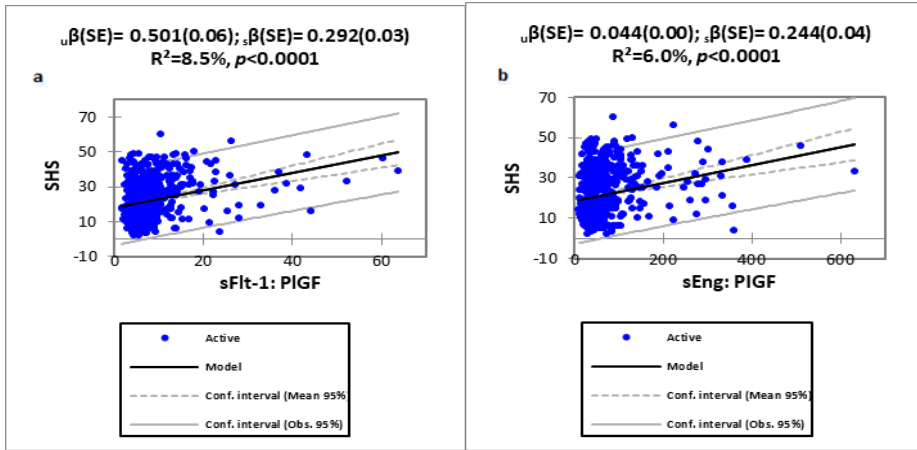 uβ(SE)= 0.501(0.06); sβ(SE)= 0.292(0.03)
R²=8.5%, p<0.0001
a
70
50
30
10
-10
SHS
0 20 40 60
sFlt-1: PlGF
Active
Model
Conf. interval (Mean 95%)
Conf. interval (Obs. 95%)
uβ(SE)= 0.044(0.00); sβ(SE)= 0.244(0.04)
R²=6.0%, p<0.0001
b
70
50
30
10
-10
SHS
0 200 400 600
sEng: PlGF
Active
Model
Conf. interval (Mean 95%)
Conf. interval (Obs. 95%)